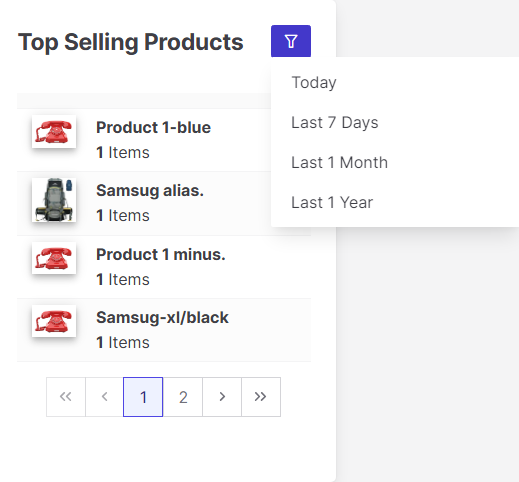 Top Selling Products
Today
Last 7 Days
Last 1 Month
Last 1 Year
Product 1-blue
1 Items
Samsug alias.
1 Items
Product 1 minus.
1 Items
Samsug-xl/black
1 Items
1 2